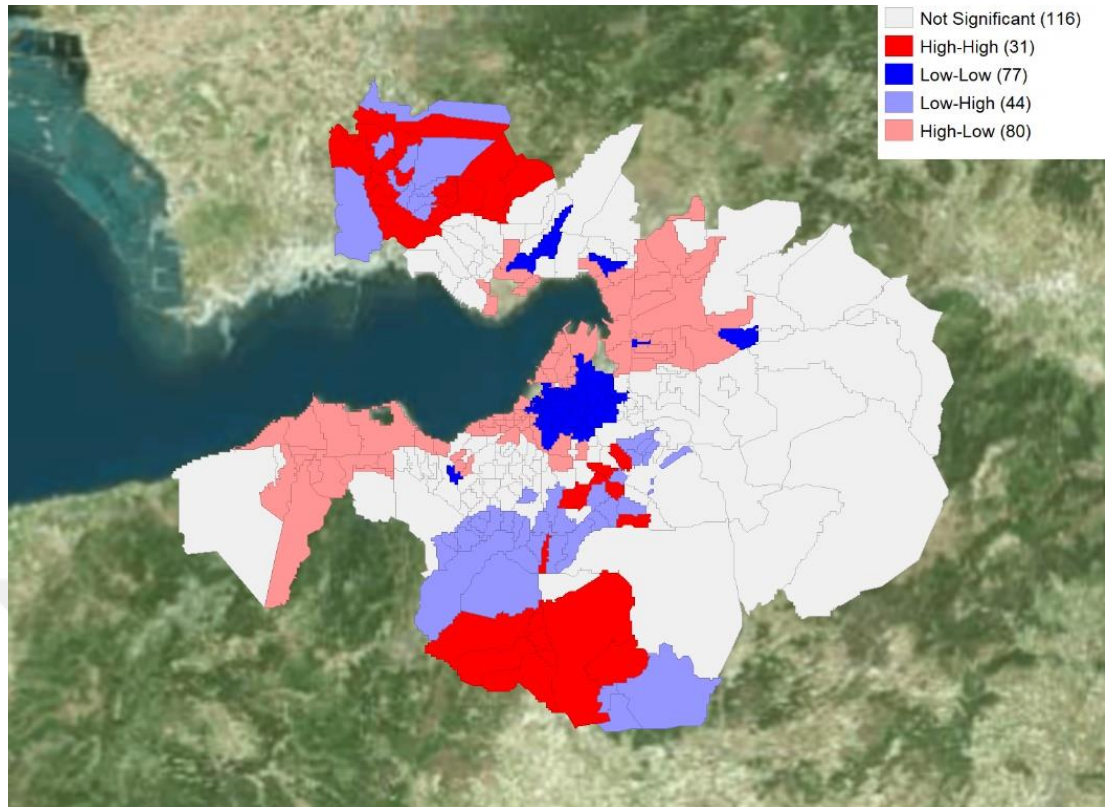 Not Significant (116)
High-High (31)
Low-Low (77)
Low-High (44)
High-Low (80)